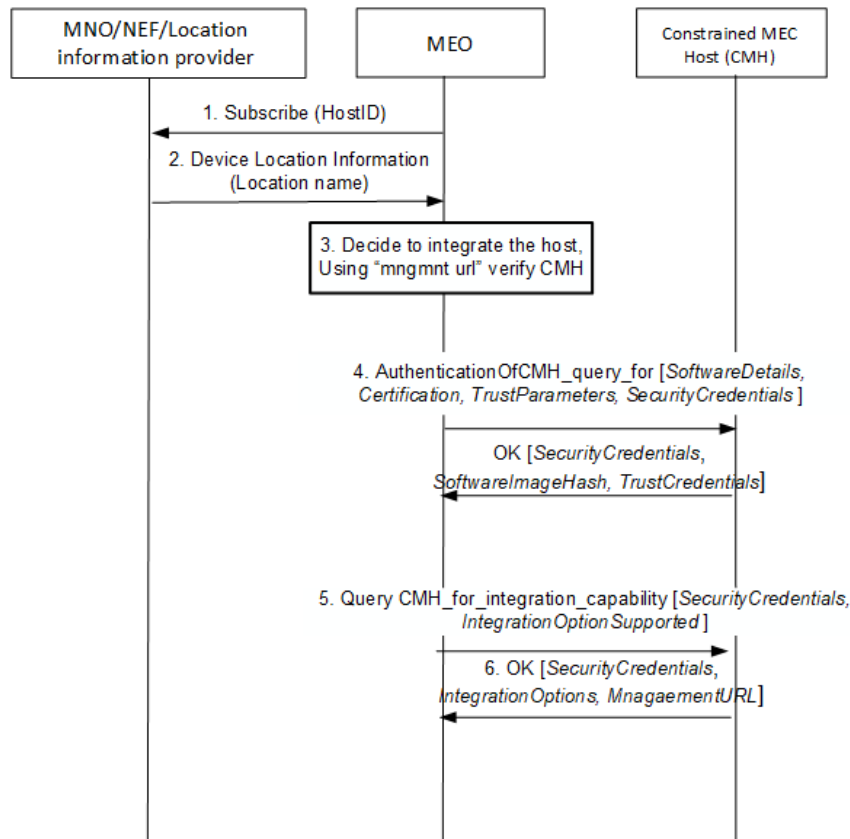 MNO/NEF/Location
information provider
MEO
Constrained MEC
Host (CMH)
1. Subscribe (HostID)
2. Device Location Information
(Location name)
3. Decide to integrate the host,
Using “mngmnt url” verify CMH
4. AuthenticationOfCMH_query_for [SoftwareDetails,
Certification, TrustParameters, SecurityCredentials ]
OK [SecurityCredentials,
SoftwareImageHash, TrustCredentials]
5. Query CMH_for_integration_capability [SecurityCredentials,
IntegrationOptionSupported ]
6. OK [SecurityCredentials,
IntegrationOptions, MnagaementURL]